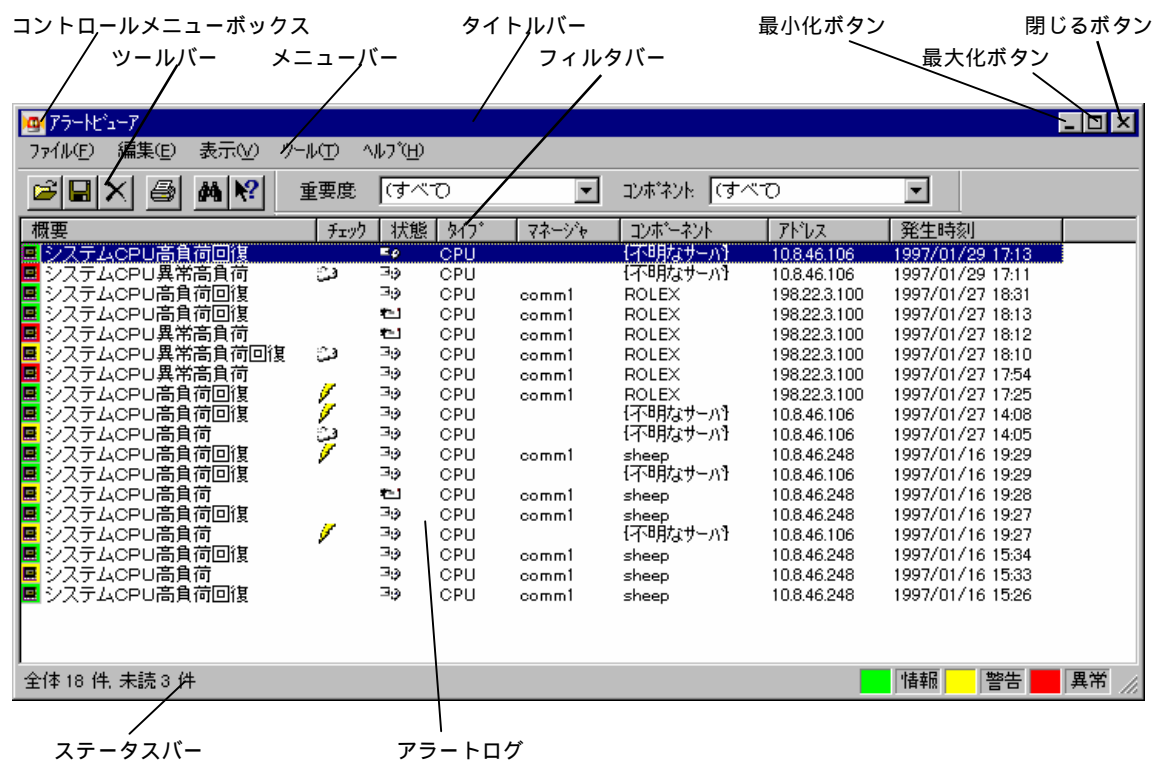 コントロールメニューボックス タイトルバー 最小化ボタン 閉じるボタン
ツールバー メニューバー フィルタバー 最大化ボタン
アラートビューア
ファイル(F) 編集(E) 表示(V) ツール(T) ヘルプ(H)
重要度: (すべて) コンポーネント: (すべて)
概要 チェック 状態 タイプ マネージャ コンポーネント アドレス 発生時刻
システムCPU高負荷回復 CPU {不明なサーバ} 10.8.46.106 1997/01/29 17:13
システムCPU異常高負荷 CPU {不明なサーバ} 10.8.46.106 1997/01/29 17:11
システムCPU高負荷回復 CPU comm1 ROLEX 198.22.3.100 1997/01/27 18:31
システムCPU高負荷回復 CPU comm1 ROLEX 198.22.3.100 1997/01/27 18:13
システムCPU異常高負荷 CPU comm1 ROLEX 198.22.3.100 1997/01/27 18:12
システムCPU異常高負荷回復 CPU comm1 ROLEX 198.22.3.100 1997/01/27 18:10
システムCPU異常高負荷 CPU comm1 ROLEX 198.22.3.100 1997/01/27 17:54
システムCPU高負荷回復 CPU comm1 ROLEX 198.22.3.100 1997/01/27 17:25
システムCPU高負荷回復 CPU {不明なサーバ} 10.8.46.106 1997/01/27 14:08
システムCPU高負荷 CPU {不明なサーバ} 10.8.46.106 1997/01/27 14:05
システムCPU高負荷回復 CPU comm1 sheep 10.8.46.248 1997/01/16 19:29
システムCPU高負荷回復 CPU {不明なサーバ} 10.8.46.106 1997/01/16 19:29
システムCPU高負荷 CPU comm1 sheep 10.8.46.248 1997/01/16 19:28
システムCPU高負荷回復 CPU comm1 sheep 10.8.46.248 1997/01/16 19:27
システムCPU高負荷 CPU {不明なサーバ} 10.8.46.106 1997/01/16 19:27
システムCPU高負荷回復 CPU comm1 sheep 10.8.46.248 1997/01/16 15:34
システムCPU高負荷 CPU comm1 sheep 10.8.46.248 1997/01/16 15:33
システムCPU高負荷回復 CPU comm1 sheep 10.8.46.248 1997/01/16 15:26
全体 18 件, 未読 3 件 情報 警告 異常
ステータスバー アラートログ